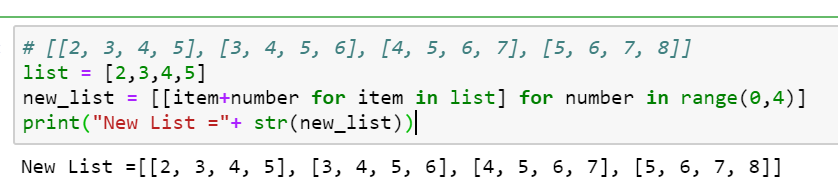 # [[2, 3, 4, 5], [3, 4, 5, 6], [4, 5, 6, 7], [5, 6, 7, 8]]
list = [2,3,4,5]
new_list = [[item+number for item in list] for number in range(0,4)]
print("New List ="+ str(new_list))
New List =[[2, 3, 4, 5], [3, 4, 5, 6], [4, 5, 6, 7], [5, 6, 7, 8]]